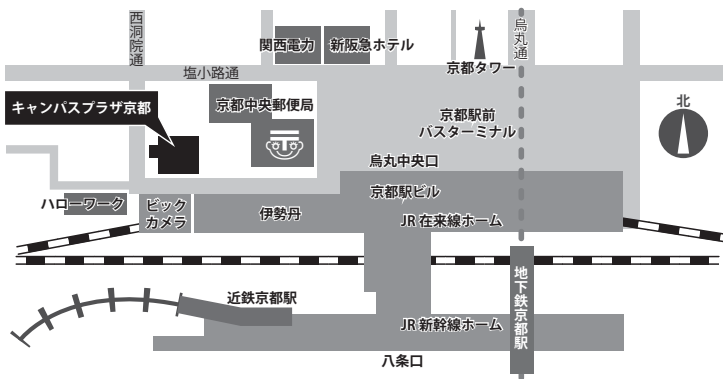 西洞院通
関西電力
新阪急ホテル
烏丸通
京都タワー
塩小路通
キャンパスプラザ京都
京都中央郵便局
京都駅前
バスターミナル
北
烏丸中央口
京都駅ビル
ハローワーク
ビック
カメラ
伊勢丹
JR 在来線ホーム
地下鉄京都駅
近鉄京都駅
JR 新幹線ホーム
八条口